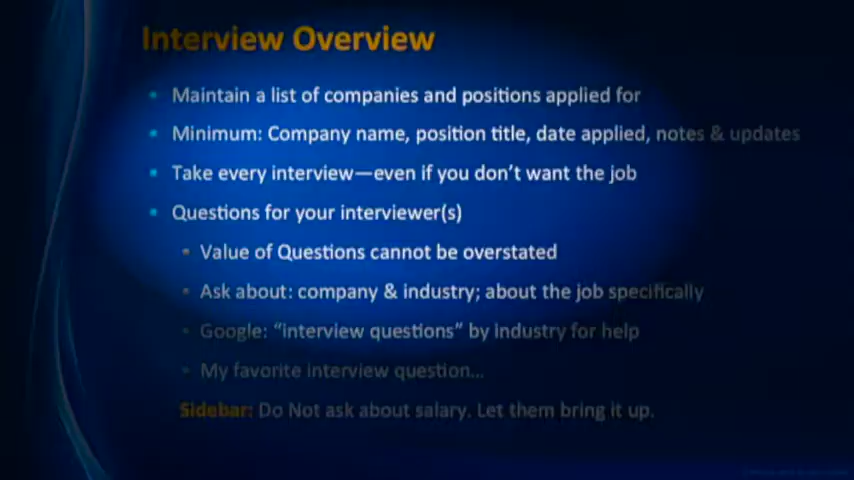 Interview Overview
• Maintain a list of companies and positions applied for
• Minimum: Company name, position title, date applied, notes & updates
• Take every interview—even if you don't want the job
• Questions for your interviewer(s)
▪ Value of Questions cannot be overstated
▪ Ask about: company & industry; about the job specifically
▪ Google: "interview questions" by industry for help
▪ My favorite interview question...
Sidebar: Do Not ask about salary. Let them bring it up.